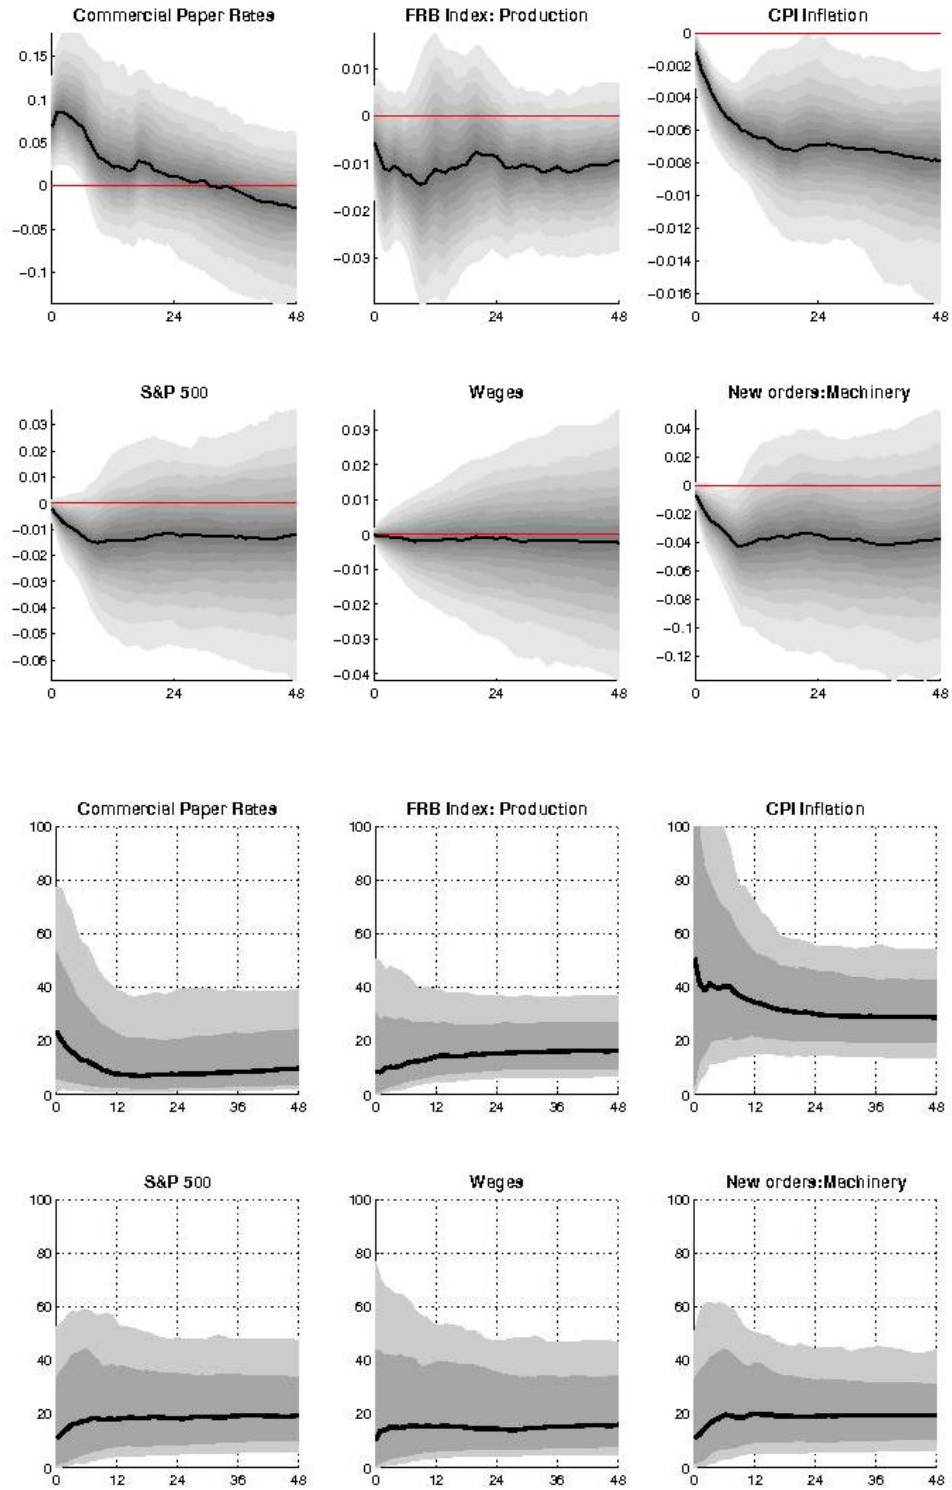 Commercial Paper Rates FRB Index: Production CPI Inflation
0.15 0.01 0
0.1 0 −0.002
0.05 −0.01 −0.004
0 −0.02 −0.006
−0.05 −0.03 −0.008
−0.1 −0.01
−0.012
−0.014
−0.016
0 24 48 0 24 48 0 24 48
S&P 500 Wages New orders:Machinery
0.03 0.03 0.04
0.02 0.02 0.02
0.01 0.01 0
0 0 −0.02
−0.01 −0.01 −0.04
−0.02 −0.02 −0.06
−0.03 −0.03 −0.08
−0.04 −0.04 −0.1
−0.05 −0.12
−0.06
0 24 48 0 24 48 0 24 48
Commercial Paper Rates FRB Index: Production CPI Inflation
100 100 100
80 80 80
60 60 60
40 40 40
20 20 20
0 0 0
0 12 24 36 48 0 12 24 36 48 0 12 24 36 48
S&P 500 Wages New orders:Machinery
100 100 100
80 80 80
60 60 60
40 40 40
20 20 20
0 0 0
0 12 24 36 48 0 12 24 36 48 0 12 24 36 48